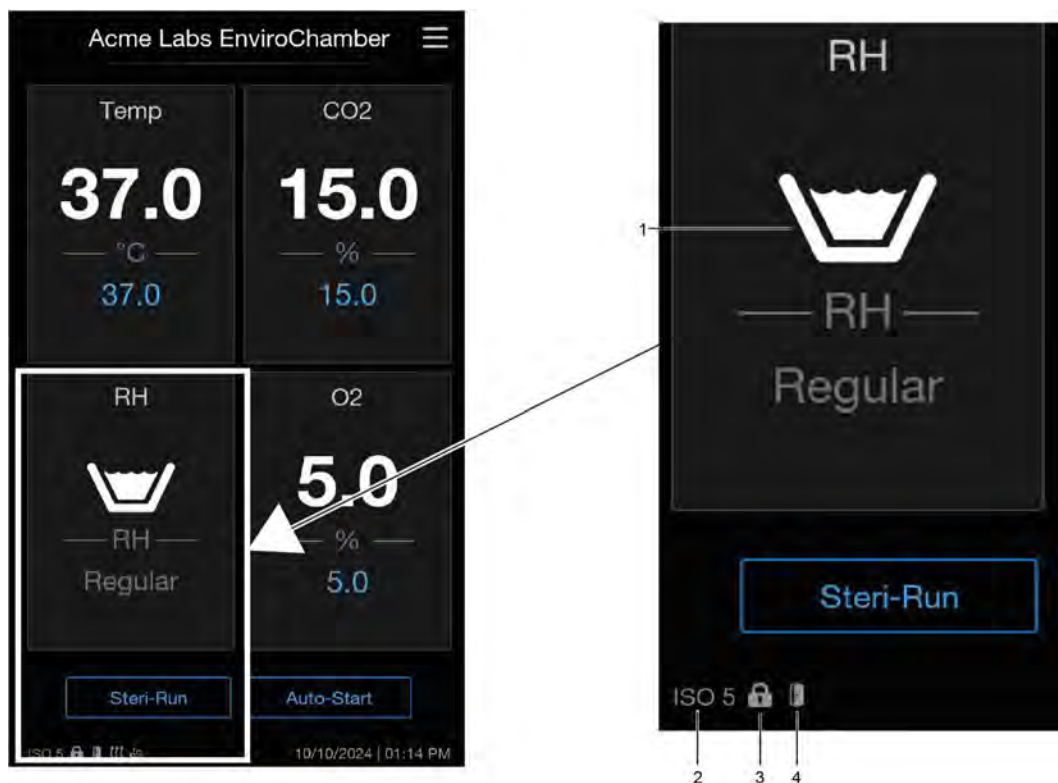 Acme Labs EnviroChamber
Temp
37.0
°C
37.0
CO2
15.0
%
15.0
RH
RH
Regular
O2
5.0
%
5.0
Steri-Run
Auto-Start
ISO 5
10/10/2024 | 01:14 PM
RH
1
RH
Regular
Steri-Run
ISO 5
2
3
4